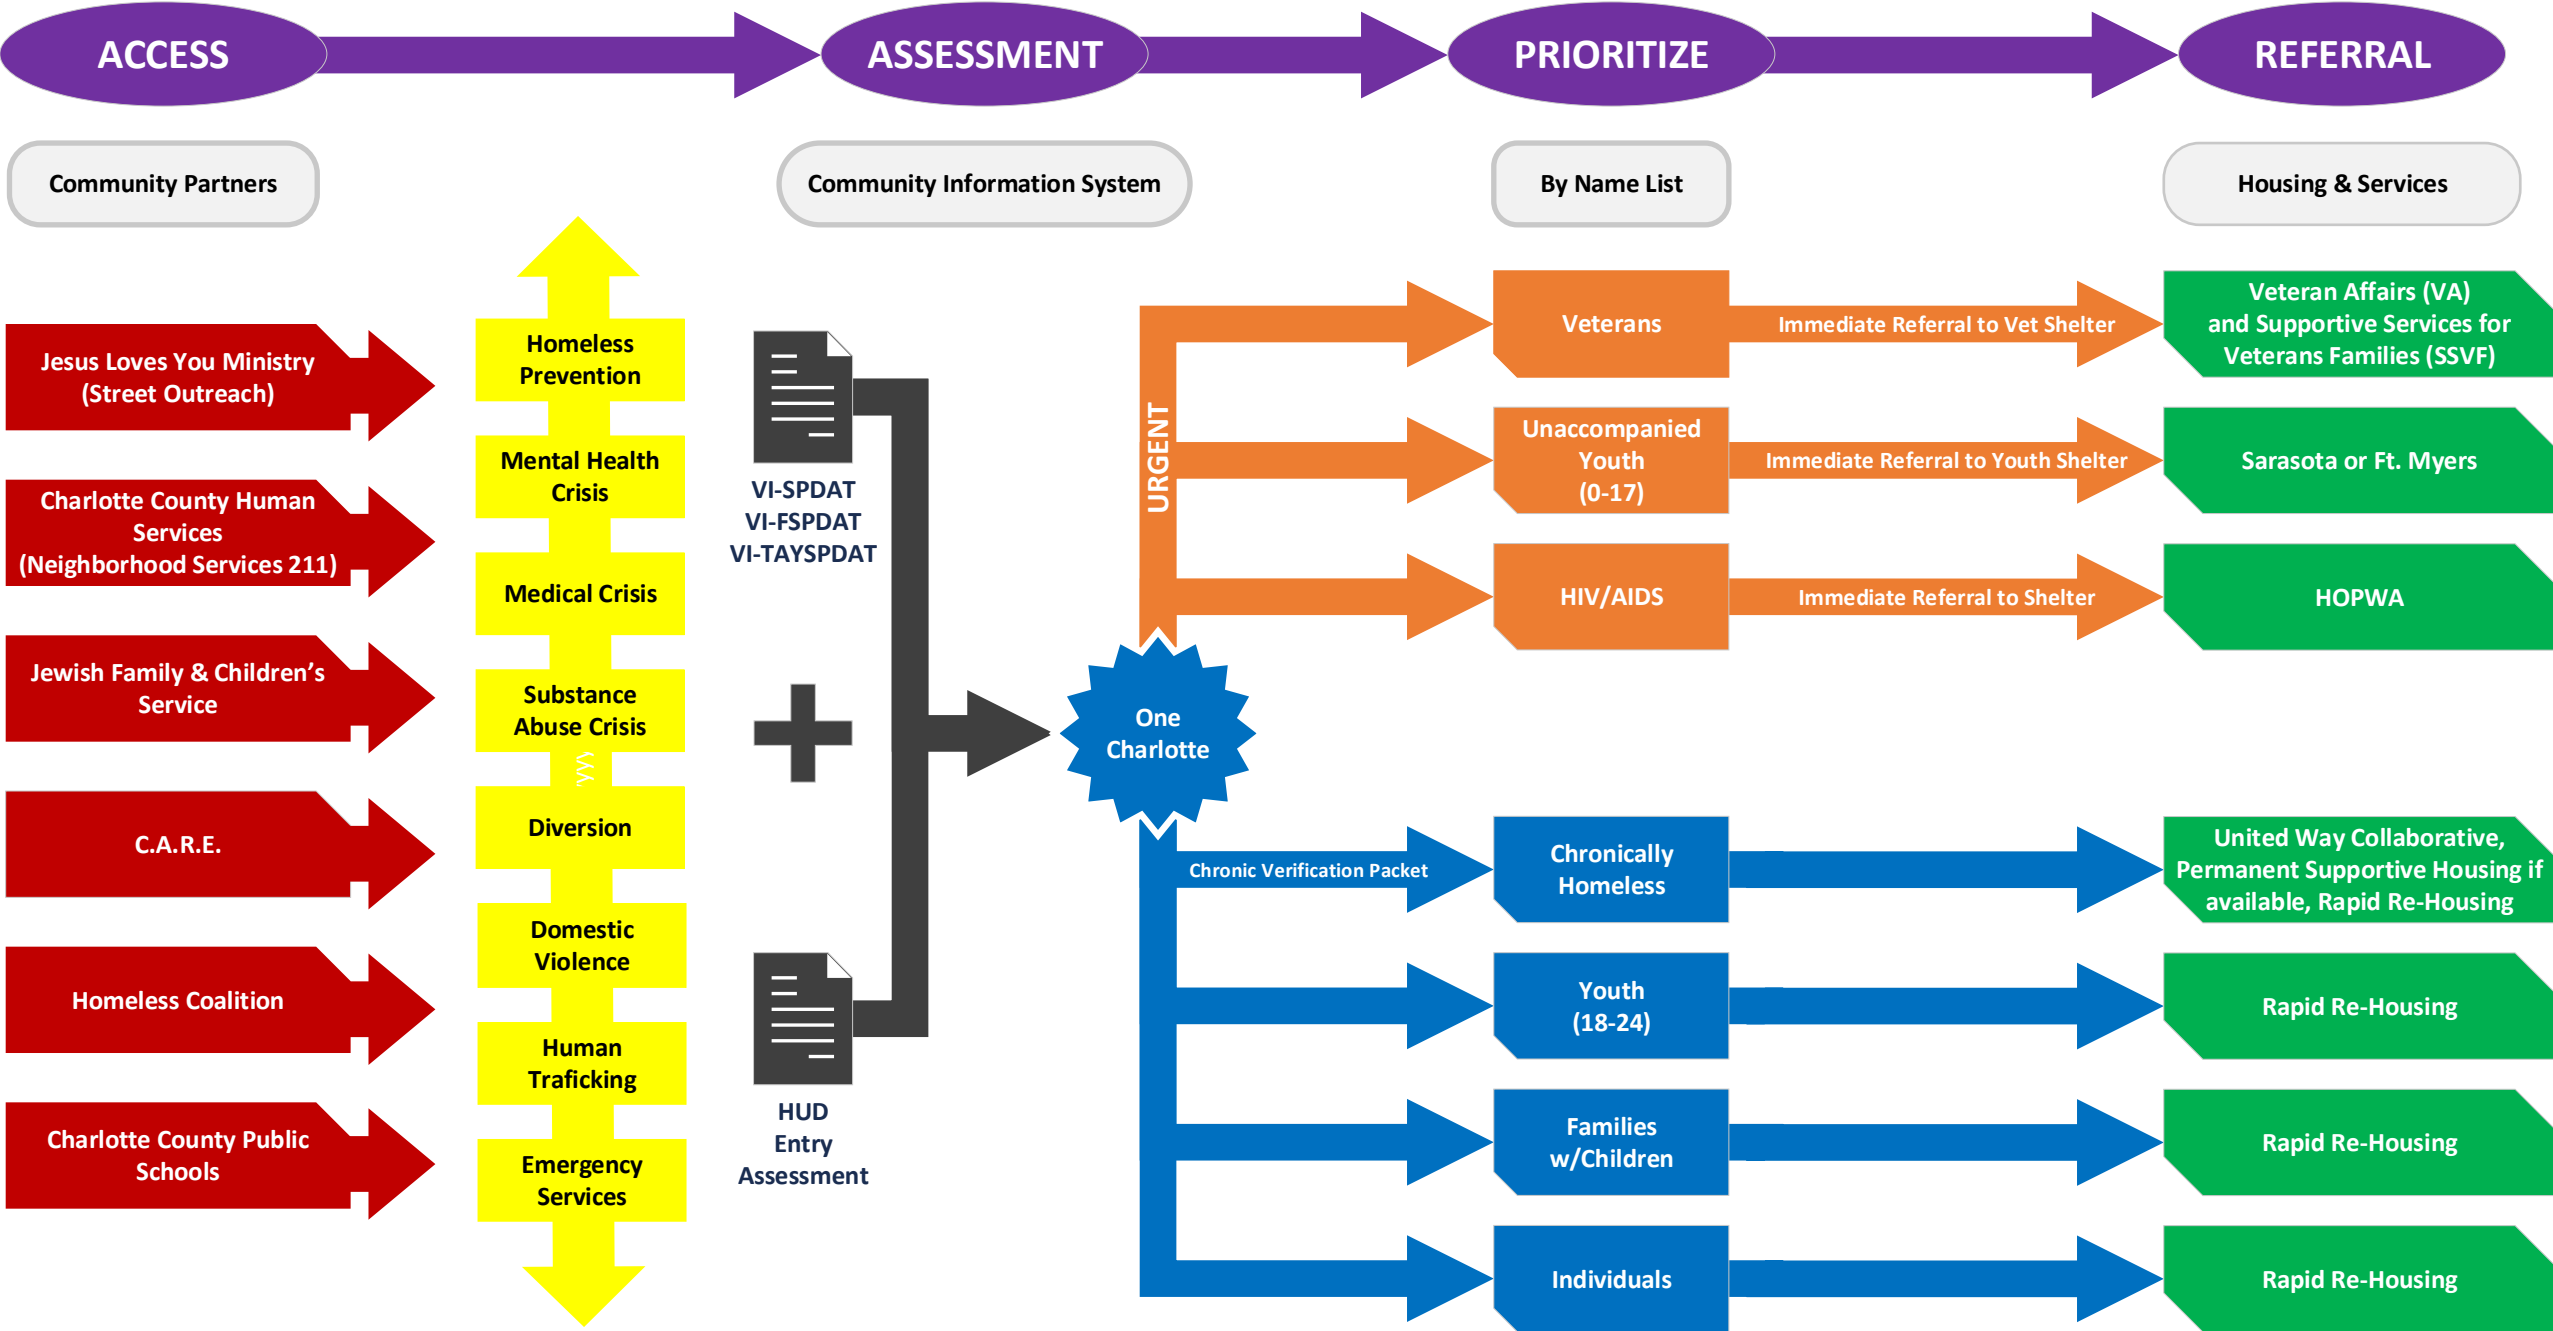 ACCESS
ASSESSMENT
PRIORITIZE
REFERRAL
Community Partners
Community Information System
By Name List
Housing & Services
Jesus Loves You Ministry
(Street Outreach)
Charlotte County Human
Services
(Neighborhood Services 211)
Jewish Family & Children’s
Service
C.A.R.E.
Homeless Coalition
Charlotte County Public
Schools
Homeless
Prevention
Mental Health
Crisis
Medical Crisis
Substance
Abuse Crisis
Diversion
Domestic
Violence
Human
Traficking
Emergency
Services
VI-SPDAT
VI-FSPDAT
VI-TAYSPDAT
HUD
Entry
Assessment
One
Charlotte
URGENT
Veterans
Immediate Referral to Vet Shelter
Veteran Affairs (VA)
and Supportive Services for
Veterans Families (SSVF)
Unaccompanied
Youth
(0-17)
Immediate Referral to Youth Shelter
Sarasota or Ft. Myers
HIV/AIDS
Immediate Referral to Shelter
HOPWA
Chronic Verification Packet
Chronically
Homeless
United Way Collaborative,
Permanent Supportive Housing if
available, Rapid Re-Housing
Youth
(18-24)
Rapid Re-Housing
Families
w/Children
Rapid Re-Housing
Individuals
Rapid Re-Housing